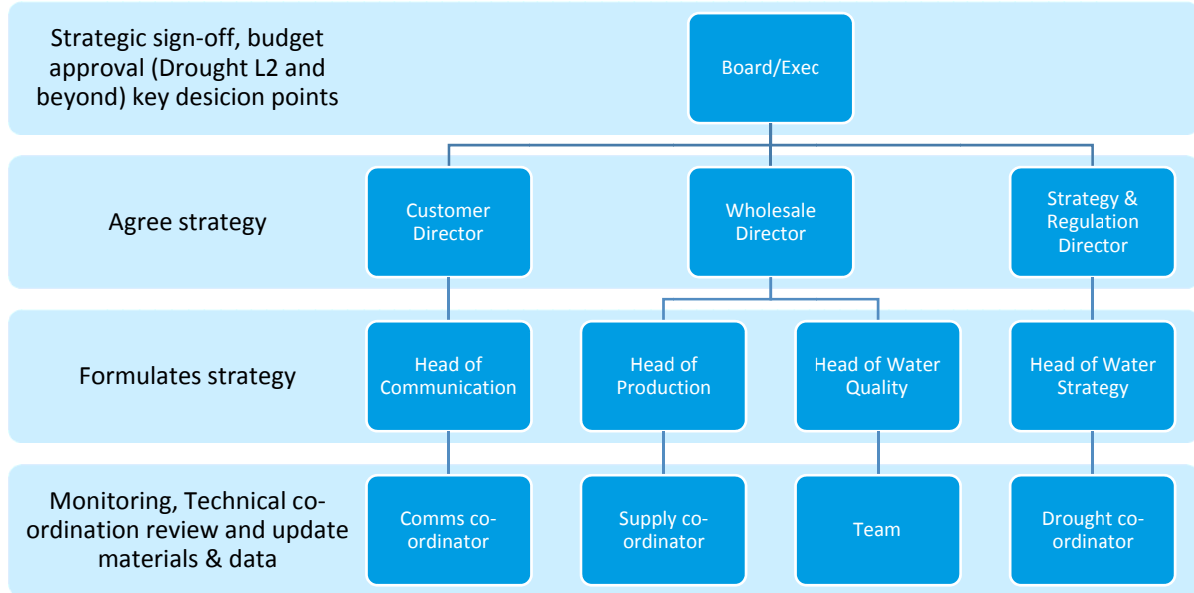 Strategic sign-off, budget
approval (Drought L2 and
beyond) key desicion points
Board/Exec
Agree strategy
Customer
Director
Wholesale
Director
Strategy &
Regulation
Director
Formulates strategy
Head of
Communication
Head of
Production
Head of Water
Quality
Head of Water
Strategy
Monitoring, Technical co-
ordination review and update
materials & data
Comms co-
ordinator
Supply co-
ordinator
Team
Drought co-
ordinator